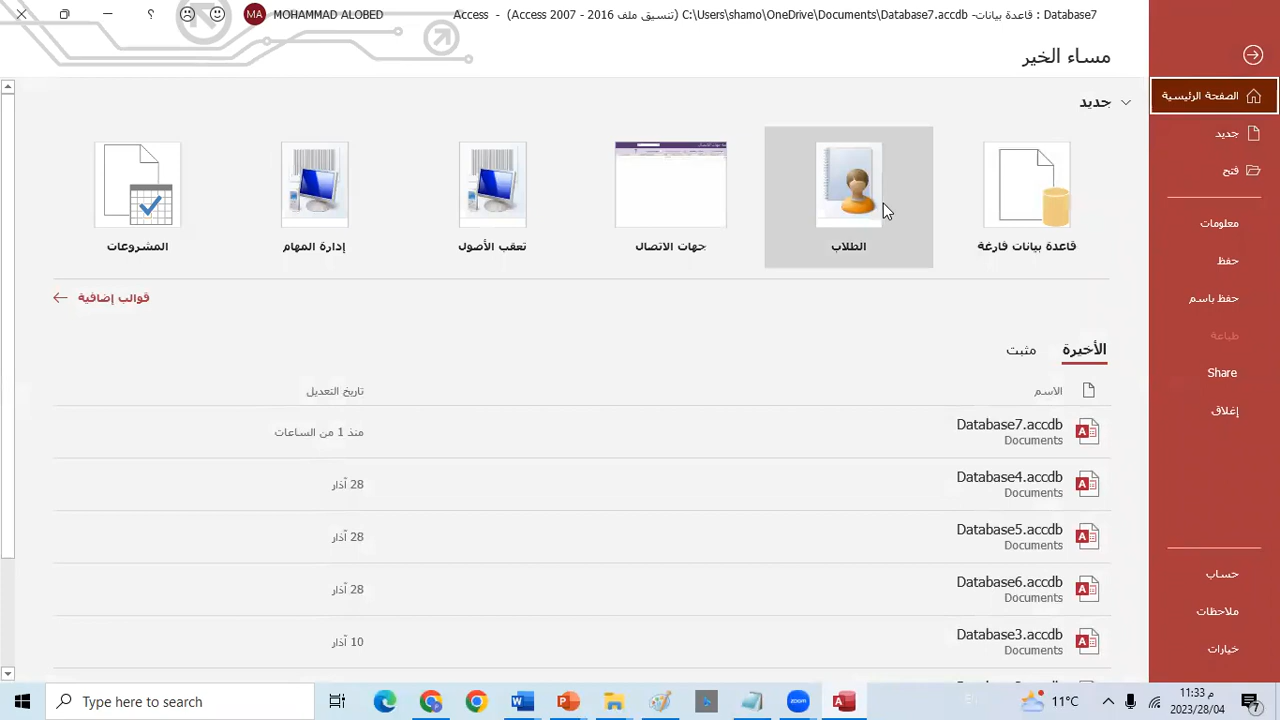 Database7 : قاعدة بيانات- C:\Users\shamo\OneDrive\Documents\Database7.accdb (تنسيق ملف Access 2007 - 2016) - Access
MOHAMMAD ALOBED
MA
?
مساء الخير
الصفحة الرئيسية
جديد
فتح
معلومات
حفظ
حفظ باسم
طباعة
Share
إغلاق
حساب
ملاحظات
خيارات
جديد
قاعدة بيانات فارغة
الطلاب
جهات الاتصال
تعقب الأصول
إدارة المهام
المشروعات
قوالب إضافية
الأخيرة
مثبت
الاسم
تاريخ التعديل
Database7.accdb
Documents
منذ 1 من الساعات
Database4.accdb
Documents
28 آذار
Database5.accdb
Documents
28 آذار
Database6.accdb
Documents
28 آذار
Database3.accdb
Documents
10 آذار
Type here to search
zoom
11°C
11:33 م
2023/28/04
7